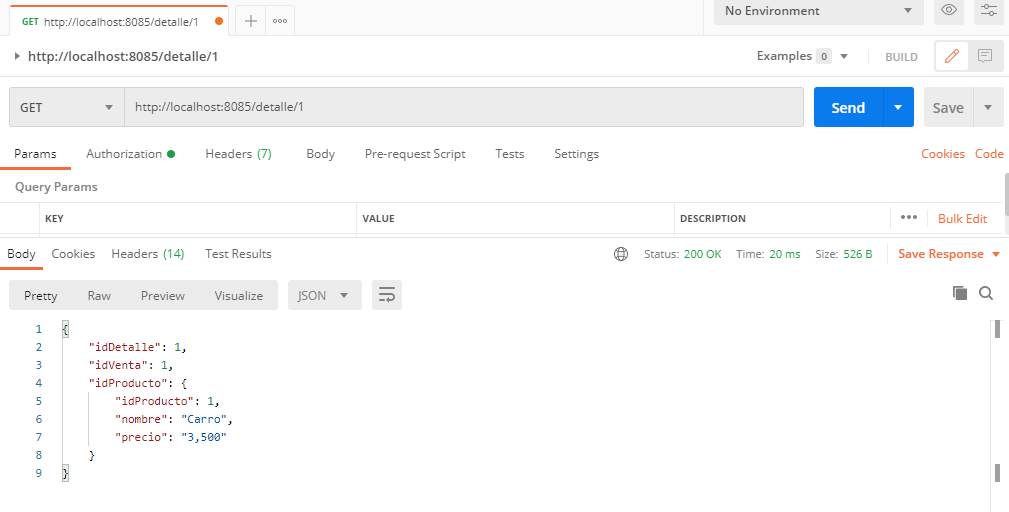 GET http://localhost:8085/detalle/1
No Environment
http://localhost:8085/detalle/1
Examples 0
BUILD
GET http://localhost:8085/detalle/1
Send
Save
Params Authorization Headers (7) Body Pre-request Script Tests Settings Cookies Code
Query Params
KEY VALUE DESCRIPTION ••• Bulk Edit
Body Cookies Headers (14) Test Results Status: 200 OK Time: 20 ms Size: 526 B Save Response
Pretty Raw Preview Visualize JSON
1 {
2 "idDetalle": 1,
3 "idVenta": 1,
4 "idProducto": {
5 "idProducto": 1,
6 "nombre": "Carro",
7 "precio": "3,500"
8 }
9 }